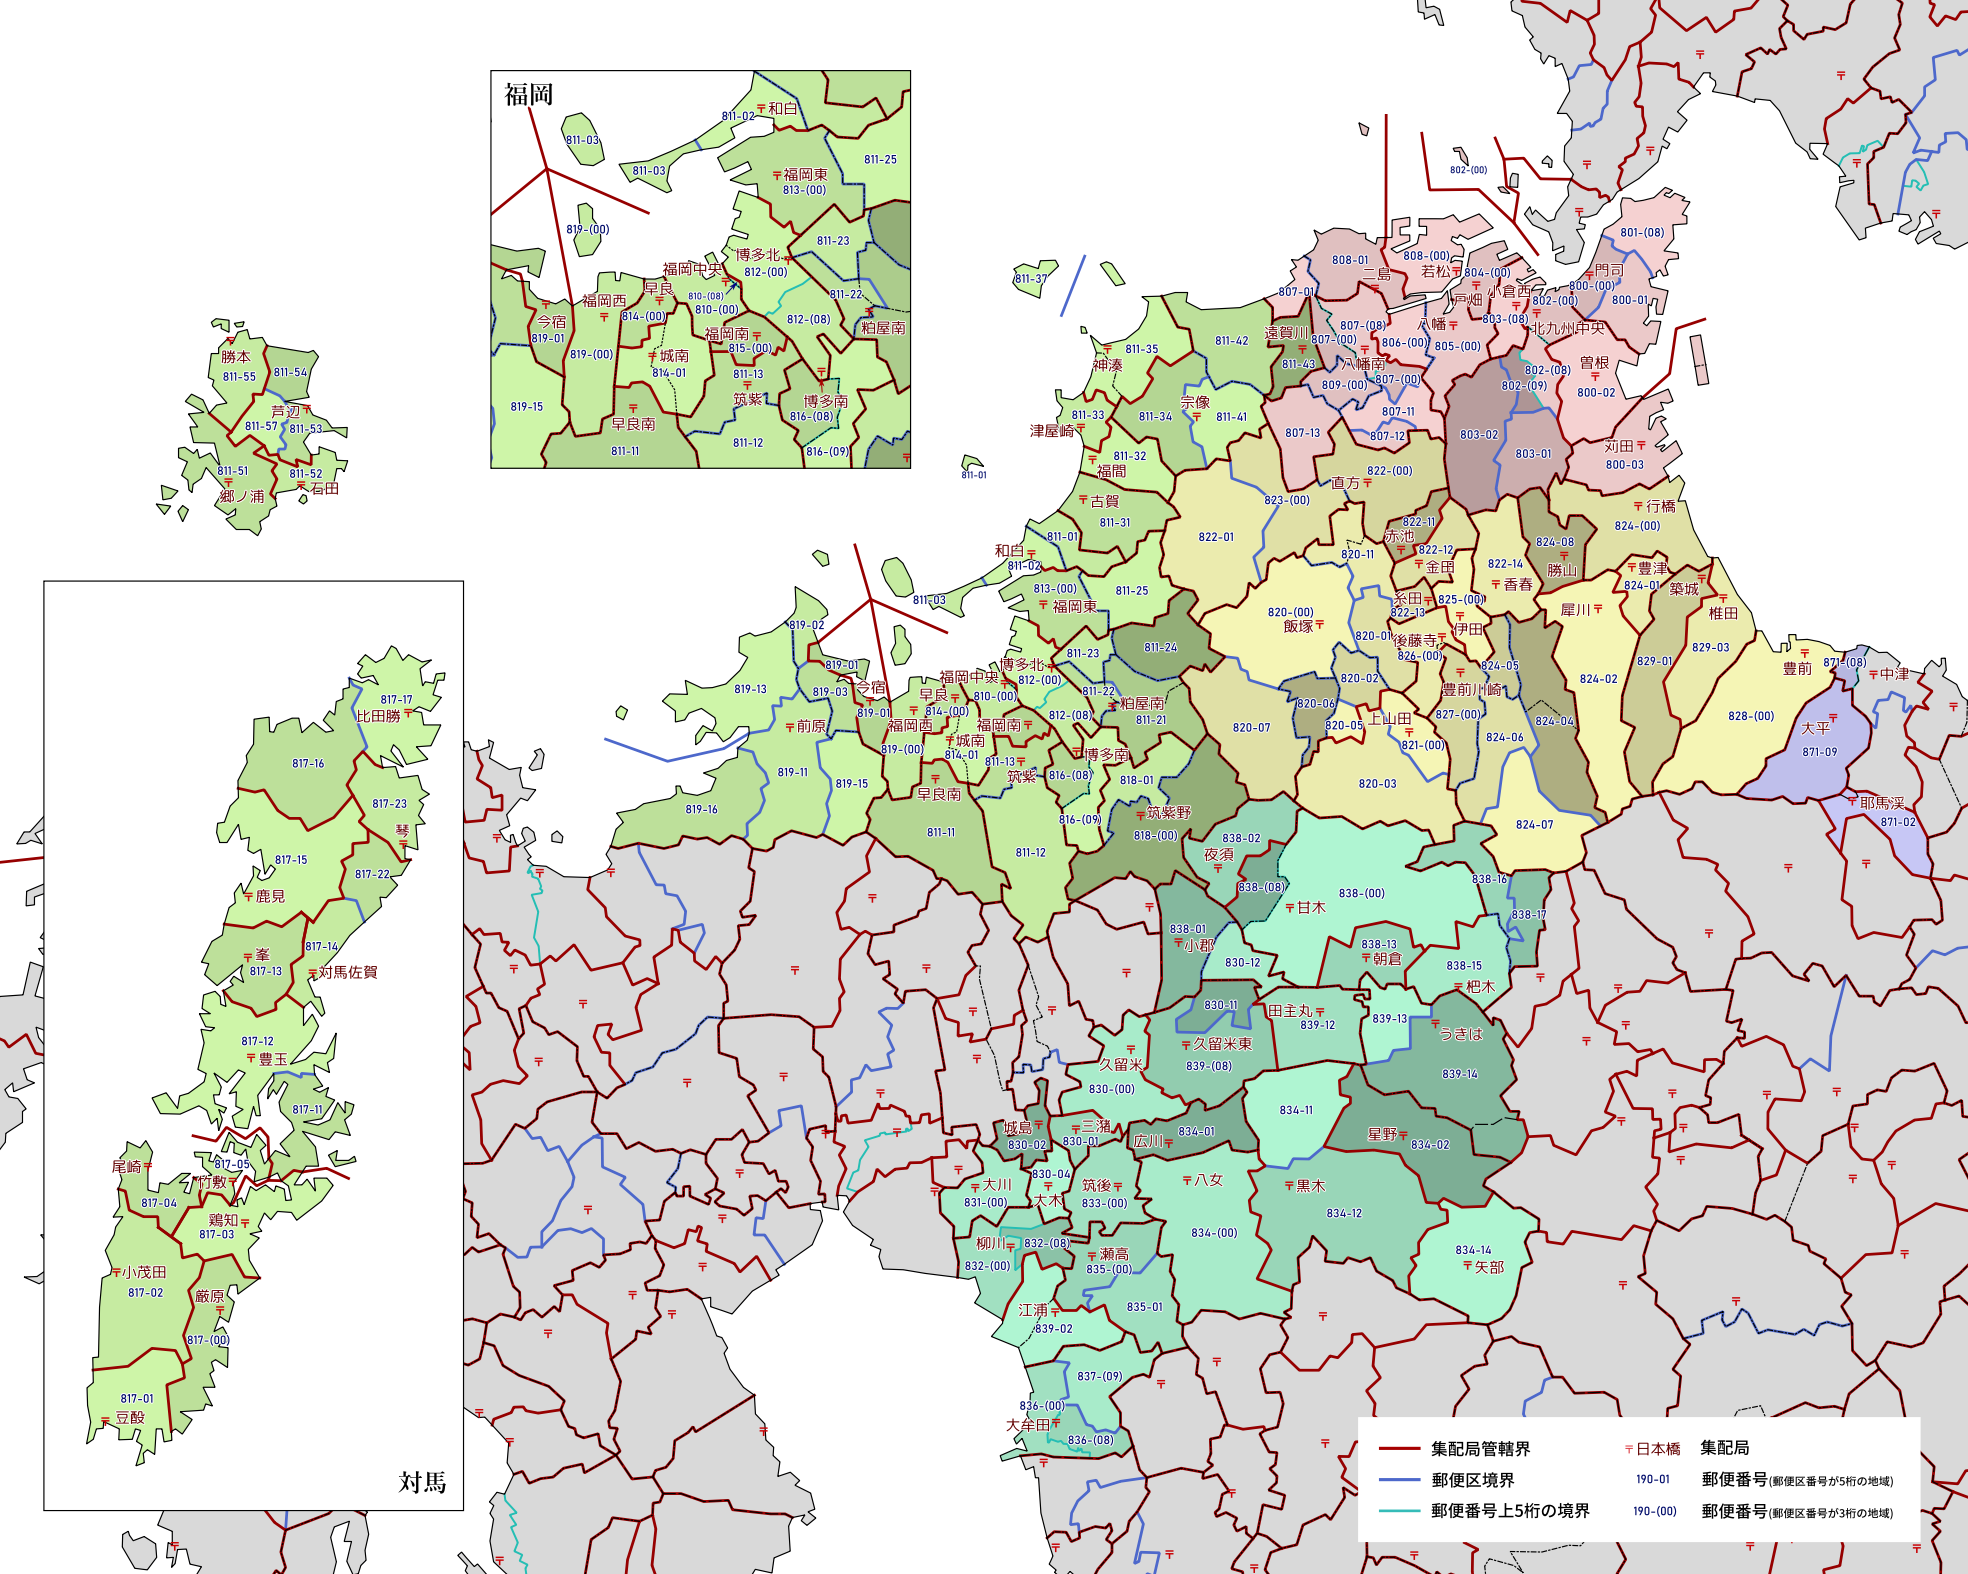 福岡
811-02
和白
811-03
811-03
811-25
福岡東
813-(00)
819-(00)
811-23
博多北
812-(00)
福岡中央
早良
810-(08)
810-(00)
811-22
福岡西
814-(00)
812-(08)
粕屋南
今宿
819-01
福岡南
815-(00)
819-(00)
城南
814-01
811-13
筑紫
819-15
博多南
816-(08)
早良南
811-11
811-12
816-(09)
勝本
811-55
811-54
芦辺
811-57
811-53
811-51
811-52
郷ノ浦
石田
対馬
817-17
比田勝
817-16
817-23
琴
817-15
817-22
鹿見
峯
817-13
817-14
対馬佐賀
817-12
豊玉
817-11
尾崎
817-05
竹敷
817-04
鶏知
817-03
小茂田
817-02
厳原
817-(00)
817-01
豆酘
802-(00)
801-(08)
808-01
二島
808-(00)
若松
804-(00)
戸畑
小倉西
門司
800-(00)
800-01
811-37
807-01
802-(00)
803-(08)
北九州中央
遠賀川
807-(00)
807-(08)
八幡
806-(00)
805-(00)
811-42
811-35
神湊
811-43
八幡南
809-(00)
807-(00)
802-(08)
802-(09)
曽根
800-02
宗像
811-34
811-41
811-33
津屋崎
807-11
807-13
807-12
803-02
803-01
苅田
800-03
811-32
福間
811-01
822-(00)
直方
823-(00)
古賀
811-31
行橋
824-(00)
822-11
赤池
822-01
811-01
和白
811-02
820-11
822-12
金田
822-14
824-08
勝山
豊津
824-01
築城
香春
813-(00)
福岡東
811-25
811-03
糸田
822-13
825-(00)
伊田
犀川
椎田
820-(00)
飯塚
819-02
820-01
後藤寺
826-(00)
811-24
811-23
829-03
829-01
824-05
豊前
871-(08)
中津
819-01
博多北
812-(00)
福岡中央
820-02
豊前川崎
824-02
819-13
819-03
今宿
早良
810-(00)
811-22
粕屋南
811-21
820-06
819-01
814-(00)
812-(08)
827-(00)
824-04
828-(00)
大平
871-09
前原
福岡西
福岡南
820-07
820-05
上山田
821-(00)
824-06
819-(00)
城南
814-01
811-13
筑紫
博多南
816-(08)
818-01
819-11
819-15
早良南
820-03
819-16
816-(09)
筑紫野
818-(00)
824-07
耶馬渓
871-02
811-11
811-12
838-02
夜須
838-(08)
838-(00)
838-16
甘木
838-17
838-01
小郡
838-13
朝倉
830-12
838-15
杷木
830-11
田主丸
839-12
839-13
うきは
久留米東
839-(08)
久留米
830-(00)
839-14
834-11
城島
830-02
三潴
830-01
広川
834-01
星野
834-02
830-04
大木
大川
831-(00)
筑後
833-(00)
八女
黒木
834-12
834-(00)
柳川
832-(08)
832-(00)
瀬高
835-(00)
834-14
矢部
江浦
839-02
835-01
837-(09)
836-(00)
大牟田
836-(08)
集配局管轄界
日本橋
集配局
郵便区境界
190-01
郵便番号(郵便区番号が5桁の地域)
郵便番号上5桁の境界
190-(00)
郵便番号(郵便区番号が3桁の地域)